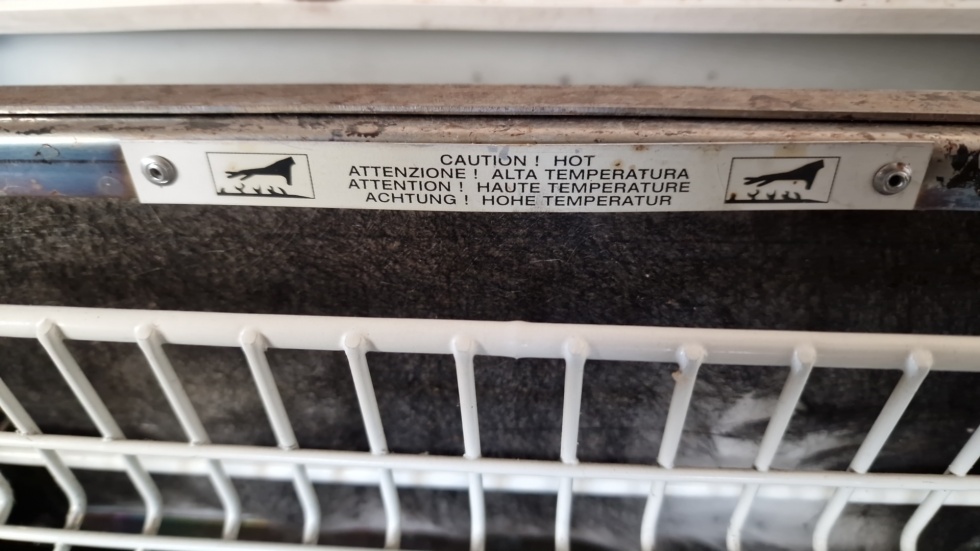 CAUTION ! HOT
ATTENZIONE ! ALTA TEMPERATURA
ATTENTION ! HAUTE TEMPERATURE
ACHTUNG ! HOHE TEMPERATUR